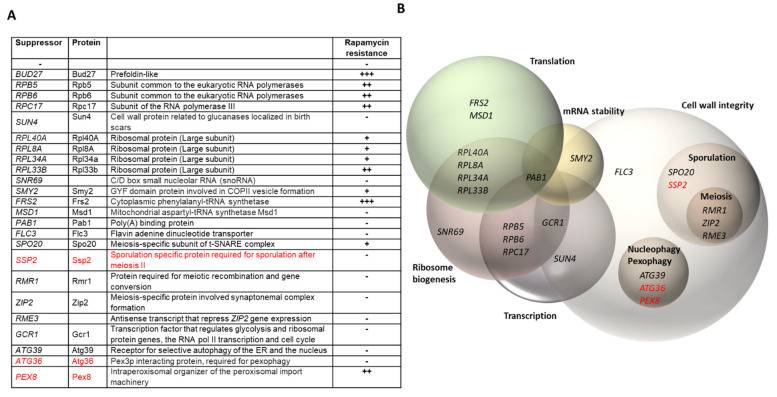 A
Suppressor Protein Rapamycin
resistance
- -
BUD27 Bud27 Prefoldin-like +++
RPB5 Rpb5 Subunit common to the eukaryotic RNA polymerases ++
RPB6 Rpb6 Subunit common to the eukaryotic RNA polymerases ++
RPC17 Rpc17 Subunit of the RNA polymerase III ++
SUN4 Sun4 Cell wall protein related to glucanases localized in birth -
scars
RPL40A Rpl40A Ribosomal protein (Large subunit) +
RPL8A Rpl8A Ribosomal protein (Large subunit) +
RPL34A Rpl34a Ribosomal protein (Large subunit) +
RPL33B Rpl33b Ribosomal protein (Large subunit) ++
SNR69 C/D box small nucleolar RNA (snoRNA) -
SMY2 Smy2 GYF domain protein involved in COPII vesicle formation +
FRS2 Frs2 Cytoplasmic phenylalanyl-tRNA synthetase +++
MSD1 Msd1 Mitochondrial aspartyl-tRNA synthetase Msd1 -
PAB1 Pab1 Poly(A) binding protein -
FLC3 Flc3 Flavin adenine dinucleotide transporter -
SPO20 Spo20 Meiosis-specific subunit of t-SNARE complex +
SSP2 Ssp2 Sporulation specific protein required for sporulation after -
meiosis II
RMR1 Rmr1 Protein required for meiotic recombination and gene -
conversion
ZIP2 Zip2 Meiosis-specific protein involved synaptonemal complex -
formation
RME3 Antisense transcript that repress ZIP2 gene expression -
GCR1 Gcr1 Transcription factor that regulates glycolysis and ribosomal -
protein genes, the RNA pol II transcription and cell cycle
ATG39 Atg39 Receptor for selective autophagy of the ER and the nucleus -
ATG36 Atg36 Pex3p interacting protein, required for pexophagy -
PEX8 Pex8 Intraperoxisomal organizer of the peroxisomal import ++
machinery
B
Translation
FRS2
MSD1
mRNA stability
Cell wall integrity
RPL40A
RPL8A
RPL34A
RPL33B
PAB1
SMY2
FLC3
Sporulation
SPO20
SSP2
Meiosis
RMR1
ZIP2
RME3
SNR69
RPB5
RPB6
RPC17
GCR1
SUN4
Nucleophagy
Pexophagy
ATG39
ATG36
PEX8
Ribosome
biogenesis
Transcription